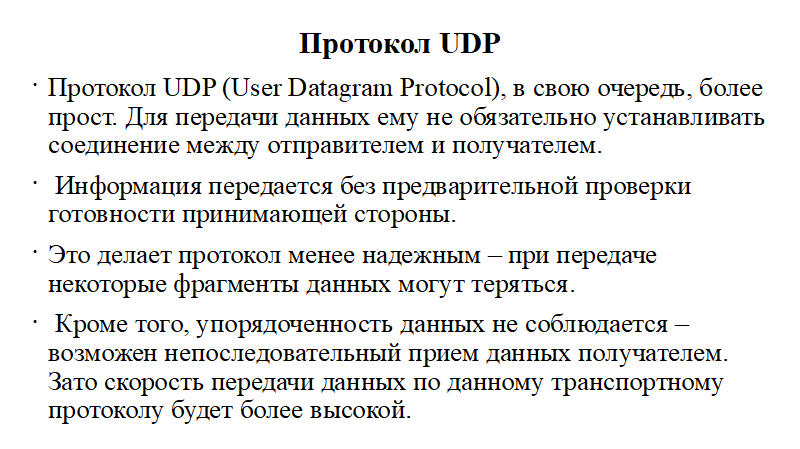 Протокол UDP
· Протокол UDP (User Datagram Protocol), в свою очередь, более
прост. Для передачи данных ему не обязательно устанавливать
соединение между отправителем и получателем.
· Информация передается без предварительной проверки
готовности принимающей стороны.
· Это делает протокол менее надежным – при передаче
некоторые фрагменты данных могут теряться.
· Кроме того, упорядоченность данных не соблюдается –
возможен непоследовательный прием данных получателем.
Зато скорость передачи данных по данному транспортному
протоколу будет более высокой.